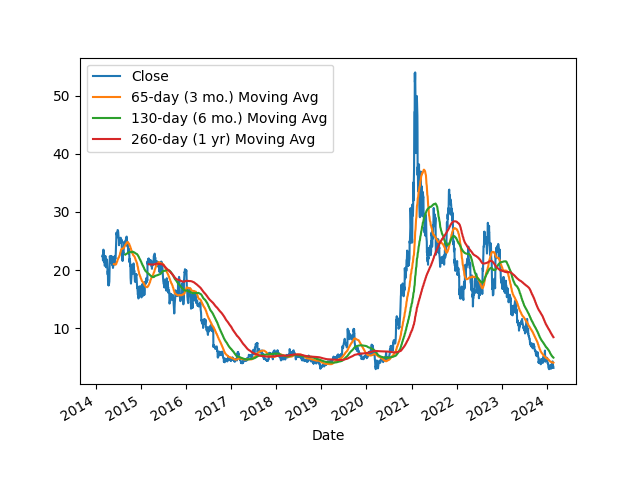 Close
65-day (3 mo.) Moving Avg
130-day (6 mo.) Moving Avg
260-day (1 yr) Moving Avg
50
40
30
20
10
2014 2015 2016 2017 2018 2019 2020 2021 2022 2023 2024
Date